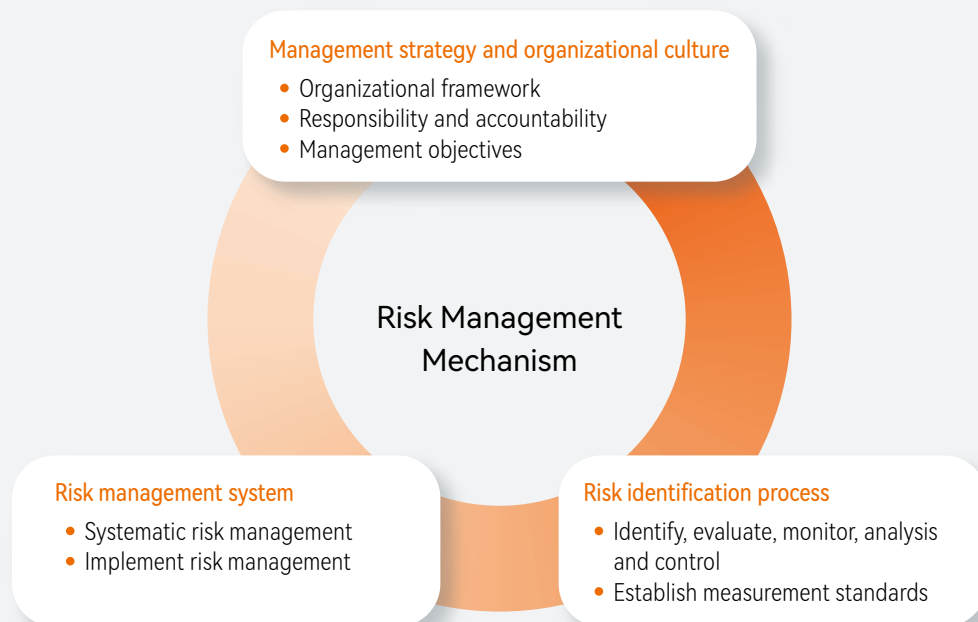 Management strategy and organizational culture
• Organizational framework
• Responsibility and accountability
• Management objectives
Risk Management
Mechanism
Risk management system
• Systematic risk management
• Implement risk management
Risk identification process
• Identify, evaluate, monitor, analysis
and control
• Establish measurement standards